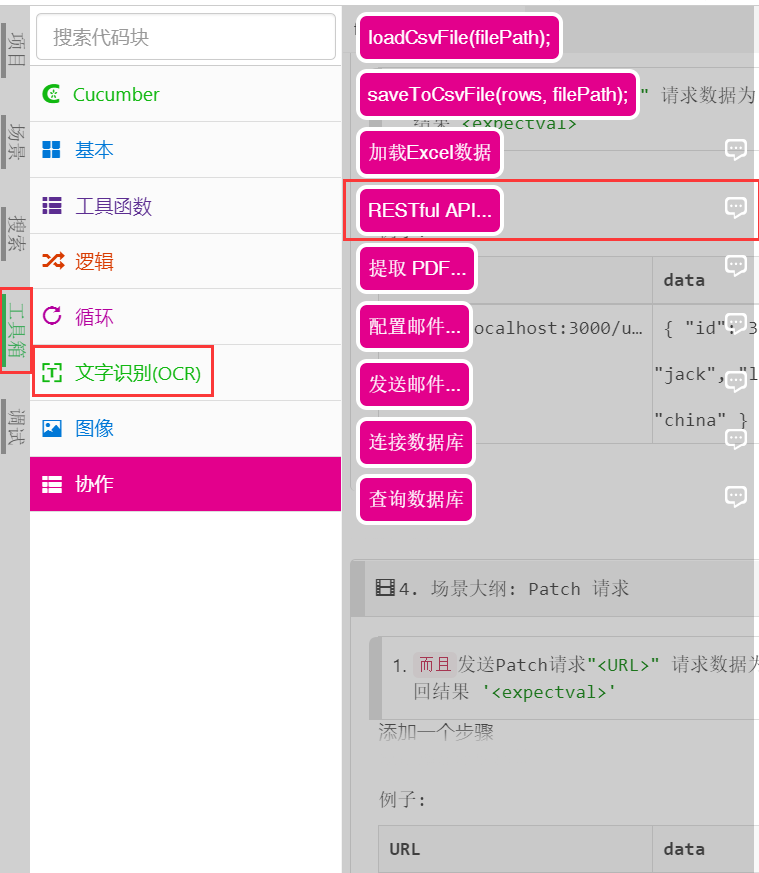 项目
场景
搜索
工具箱
调试
搜索代码块
Cucumber
基本
工具函数
逻辑
循环
文字识别(OCR)
图像
协作
loadCsvFile(filePath);
saveToCsvFile(rows, filePath);
" 请求数据为
结果 <expectval>
加载Excel数据
RESTful API...
提取 PDF...
data
配置邮件...
ocalhost:3000/u…
{ "id": 3
发送邮件...
"jack", "l
连接数据库
"china" }
查询数据库
4. 场景大纲: Patch 请求
1. 而且 发送Patch请求"<URL>" 请求数据为
回结果 '<expectval>'
添加一个步骤
例子:
URL
data